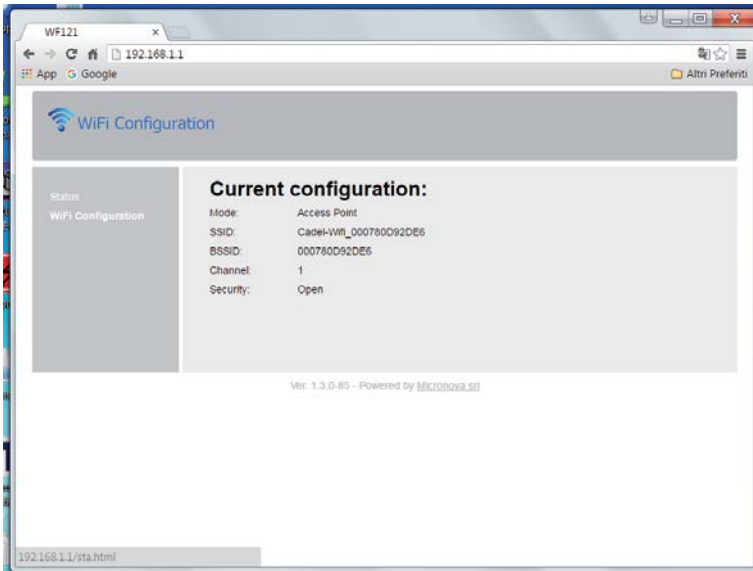 WF121
192.168.1.1
App Google Altri Preferiti
WiFi Configuration
Status
WiFi Configuration
Current configuration:
Mode: Access Point
SSID: Cadel-Wifi_000780D92DE6
BSSID: 000780D92DE6
Channel: 1
Security: Open
Ver. 1.3.0-85 - Powered by Micronova srl
192.168.1.1/sta.html